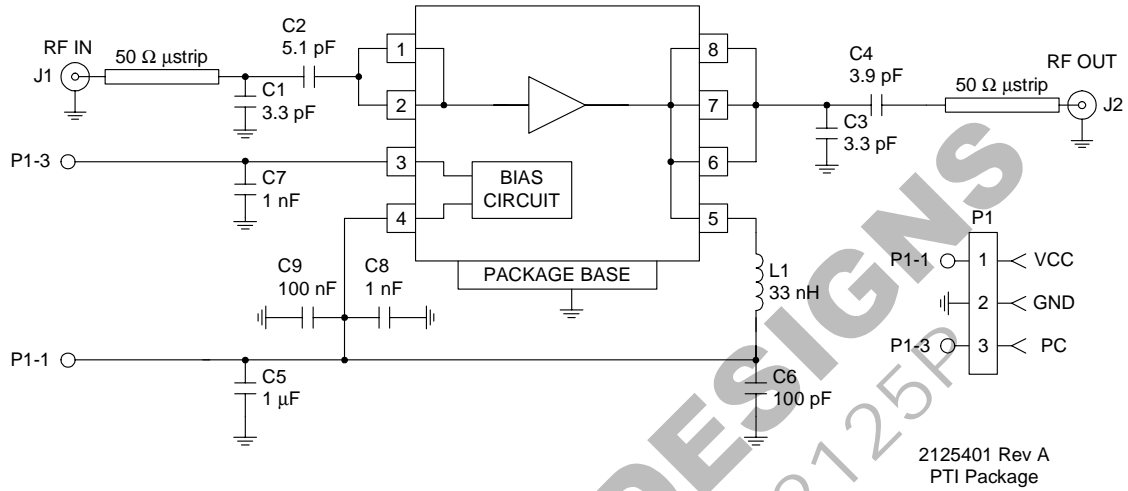 C2
5.1 pF
RF IN
50 Ω μstrip
J1
C1
3.3 pF
1
2
8
7
6
C4
3.9 pF
RF OUT
50 Ω μstrip
J2
C3
3.3 pF
P1-3
C7
1 nF
3
4
BIAS
CIRCUIT
5
PACKAGE BASE
C9
100 nF
C8
1 nF
L1
33 nH
P1
P1-1
1
VCC
2
GND
P1-3
3
PC
P1-1
C5
1 μF
C6
100 pF
DESIGNS
2125P
2125401 Rev A
PTI Package